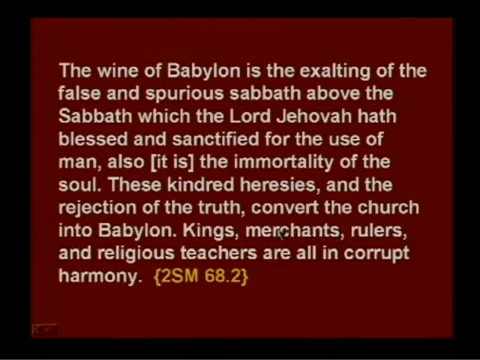 The wine of Babylon is the exalting of the
false and spurious sabbath above the
Sabbath which the Lord Jehovah hath
blessed and sanctified for the use of
man, also [it is] the immortality of the
soul. These kindred heresies, and the
rejection of the truth, convert the church
into Babylon. Kings, merchants, rulers,
and religious teachers are all in corrupt
harmony. {2SM 68.2}